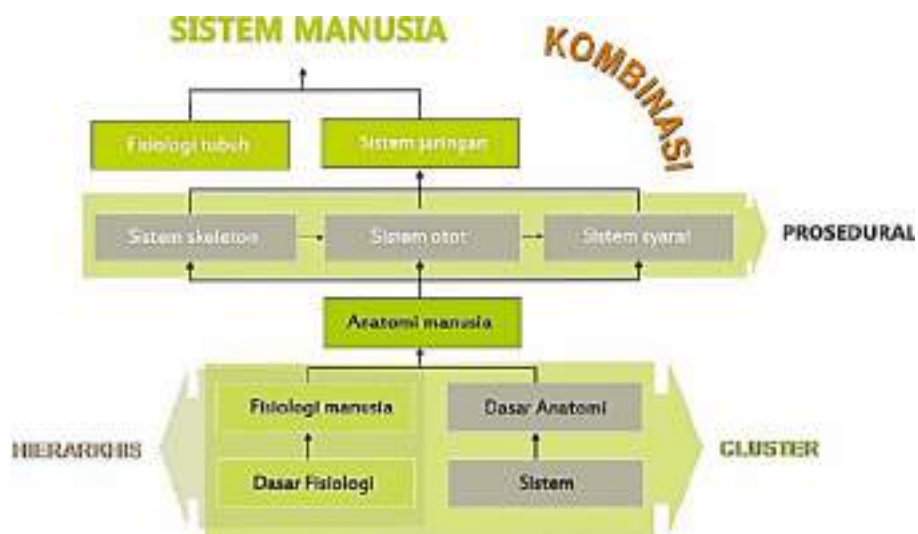 SISTEM MANUSIA
KOMBINASI
Fisiologi tubuh
Sistem jaringan
Sistem skeleton
Sistem otot
Sistem syaraf
PROSEDURAL
Anatomi manusia
Fisiologi manusia
Dasar Anatomi
HIERARKHIS
CLUSTER
Dasar Fisiologi
Sistem